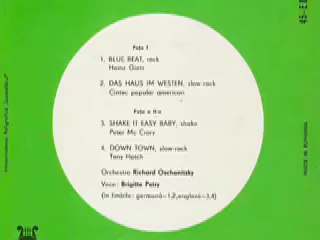 Fața I
1. BLUE BEAT, rock
Heinz Gietz
2. DAS HAUS IM WESTEN, slow-rock
Cîntec popular american
Fața a II-a
3. SHAKE IT EASY BABY, shake
Peter Mc Crory
4. DOWN TOWN, slow-rock
Tony Hatch
Orchestra Richard Oschanitzky
Voce: Brigitte Petry
(în limbile: germană=1,2,engleză=3,4)
45-E
MADE IN ROMANIA